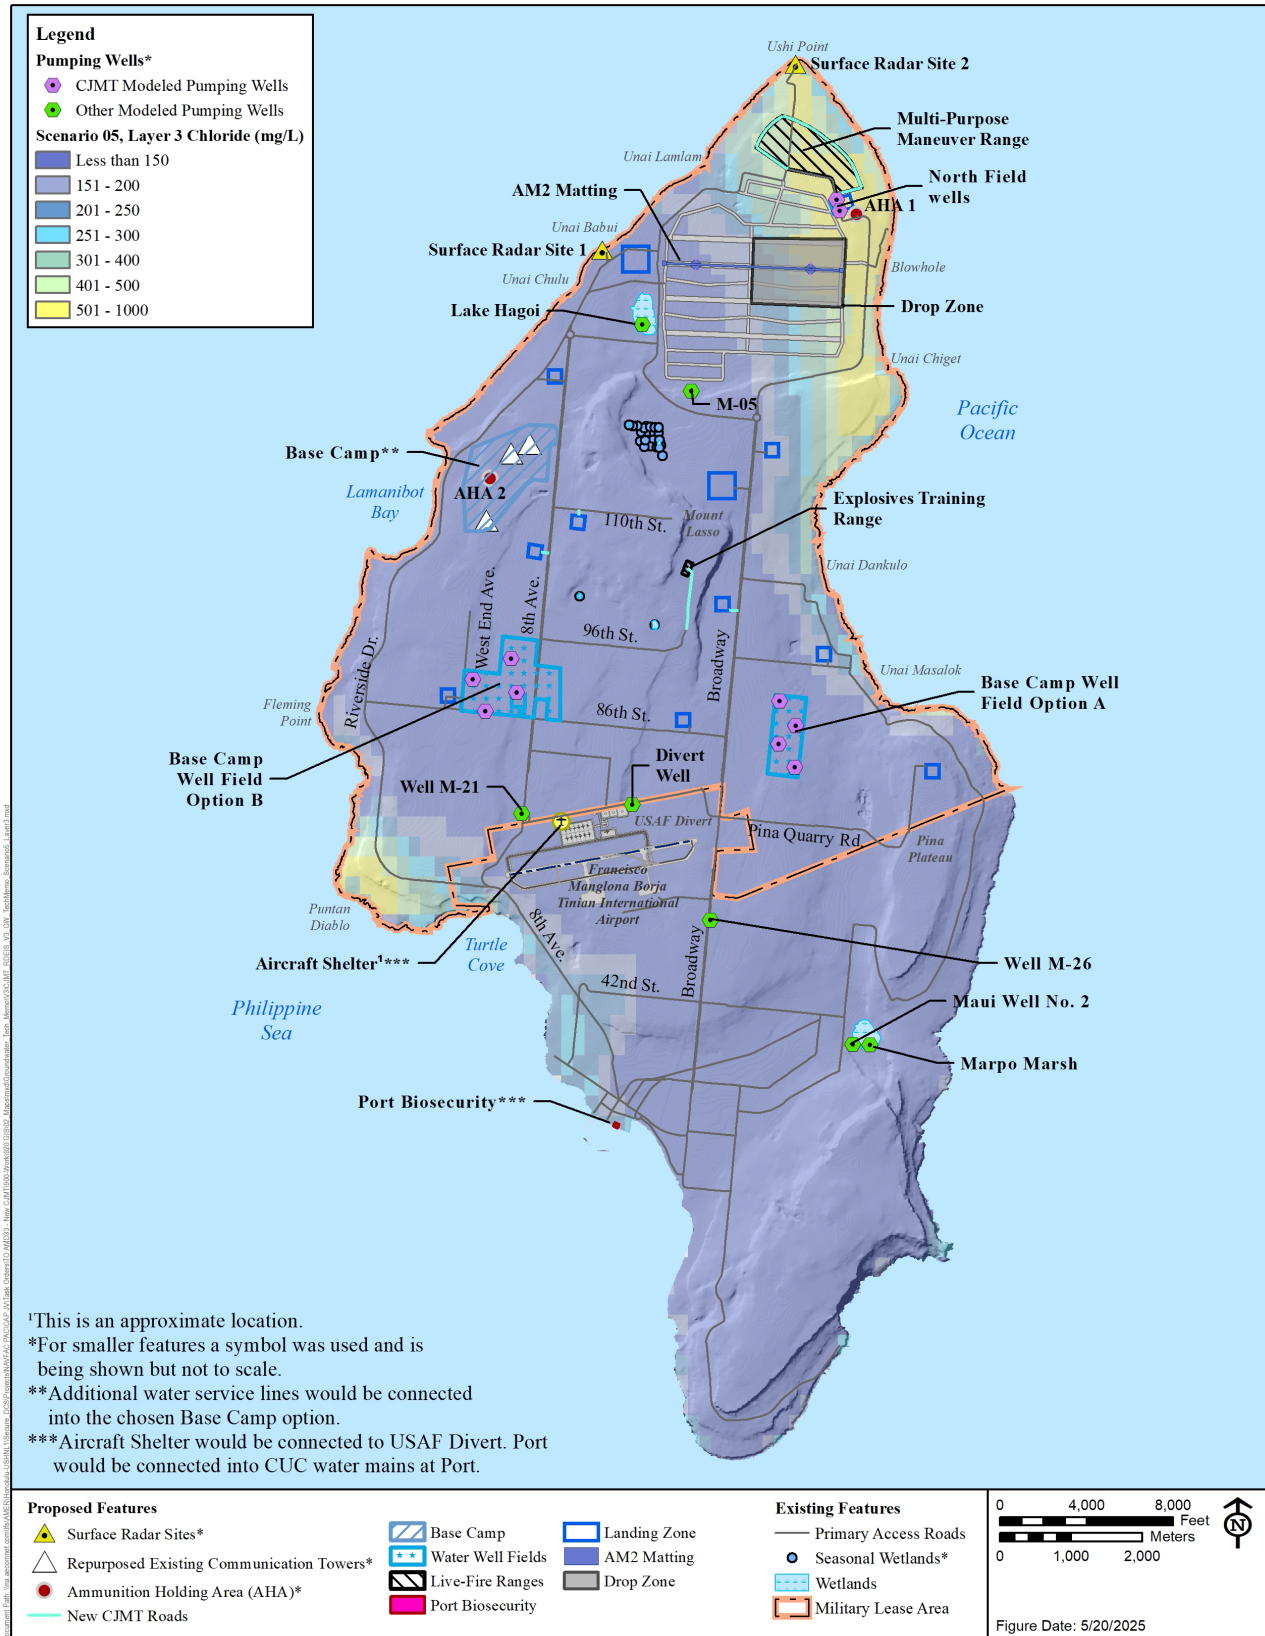 Legend
Pumping Wells*
CJMT Modeled Pumping Wells
Other Modeled Pumping Wells
Scenario 05, Layer 3 Chloride (mg/L)
Less than 150
151 - 200
201 - 250
251 - 300
301 - 400
401 - 500
501 - 1000
Ushi Point
Surface Radar Site 2
Multi-Purpose
Maneuver Range
Unai Lamlam
North Field
wells
AM2 Matting
AHA 1
Unai Babui
Surface Radar Site 1
Blowhole
Unai Chulu
Lake Hagoi
Drop Zone
Unai Chiget
M-05
Pacific
Ocean
Base Camp**
AHA 2
Lamanibot
Bay
Explosives Training
Range
110th St.
Mount
Lasso
Unai Dankulo
West End Ave.
8th Ave.
96th St.
Broadway
Riverside Dr.
Unai Masalok
Fleming
Point
Base Camp Well
Field Option A
86th St.
Base Camp
Well Field
Option B
Divert
Well
Well M-21
USAF Divert
Pina Quarry Rd.
Pina
Plateau
Francisco
Manglona Borja
Tinian International
Airport
Puntan
Diablo
8th Ave.
Turtle
Cove
Aircraft Shelter¹***
Broadway
Well M-26
42nd St.
Philippine
Sea
Maui Well No. 2
Marpo Marsh
Port Biosecurity***
¹This is an approximate location.
*For smaller features a symbol was used and is
being shown but not to scale.
**Additional water service lines would be connected
into the chosen Base Camp option.
***Aircraft Shelter would be connected to USAF Divert. Port
would be connected into CUC water mains at Port.
Proposed Features
Surface Radar Sites*
Repurposed Existing Communication Towers*
Ammunition Holding Area (AHA)*
New CJMT Roads
Base Camp
Water Well Fields
Live-Fire Ranges
Port Biosecurity
Landing Zone
AM2 Matting
Drop Zone
Existing Features
Primary Access Roads
Seasonal Wetlands*
Wetlands
Military Lease Area
0 4,000 8,000
Feet
Meters
0 1,000 2,000
N
Figure Date: 5/20/2025